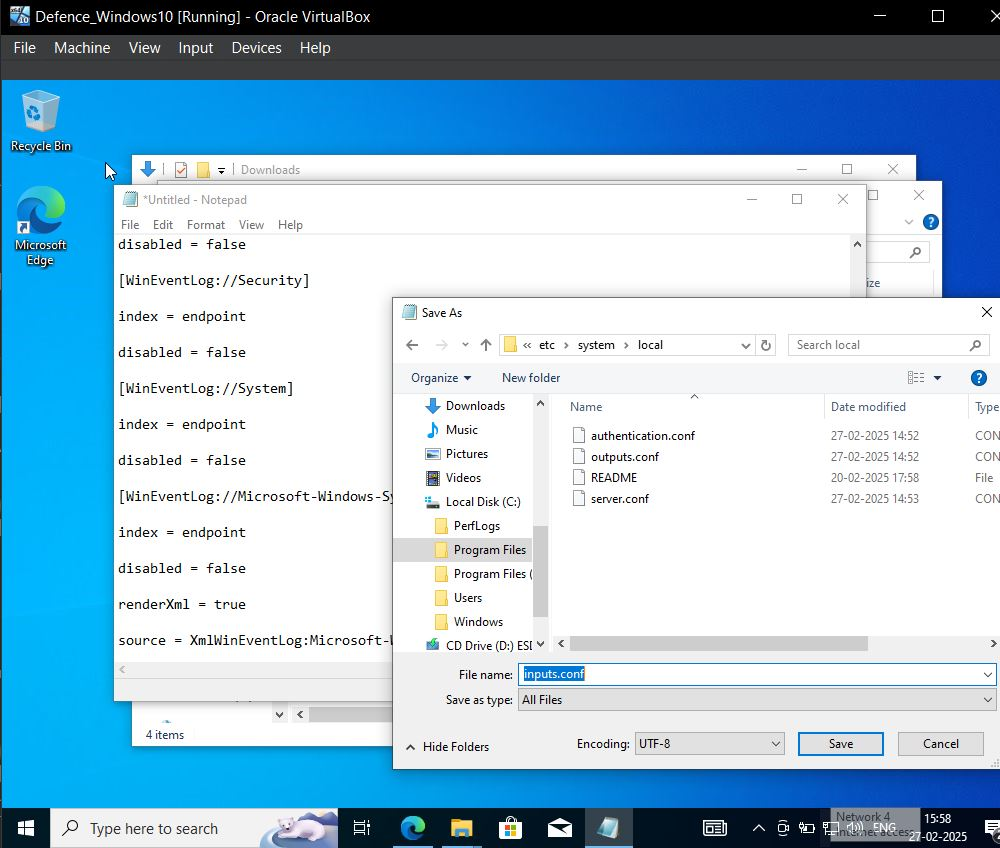 Defence_Windows10 [Running] - Oracle VirtualBox
File Machine View Input Devices Help
Recycle Bin
Microsoft
Edge
Downloads
*Untitled - Notepad
File Edit Format View Help
disabled = false
[WinEventLog://Security]
index = endpoint
disabled = false
[WinEventLog://System]
index = endpoint
disabled = false
[WinEventLog://Microsoft-Windows-Sy
index = endpoint
disabled = false
renderXml = true
source = XmlWinEventLog:Microsoft-W
ize
4 items
Save As
« etc › system › local
Search local
Organize
New folder
Name Date modified Type
Downloads
Music
Pictures
Videos
Local Disk (C:)
PerfLogs
Program Files
Program Files (
Users
Windows
CD Drive (D:) ESI
authentication.conf 27-02-2025 14:52 CON
outputs.conf 27-02-2025 14:52 CON
README 20-02-2025 17:58 File
server.conf 27-02-2025 14:53 CON
File name: inputs.conf
Save as type: All Files
Hide Folders
Encoding: UTF-8
Save
Cancel
Type here to search
Network 4
Internet access
ENG
15:58
27-02-2025